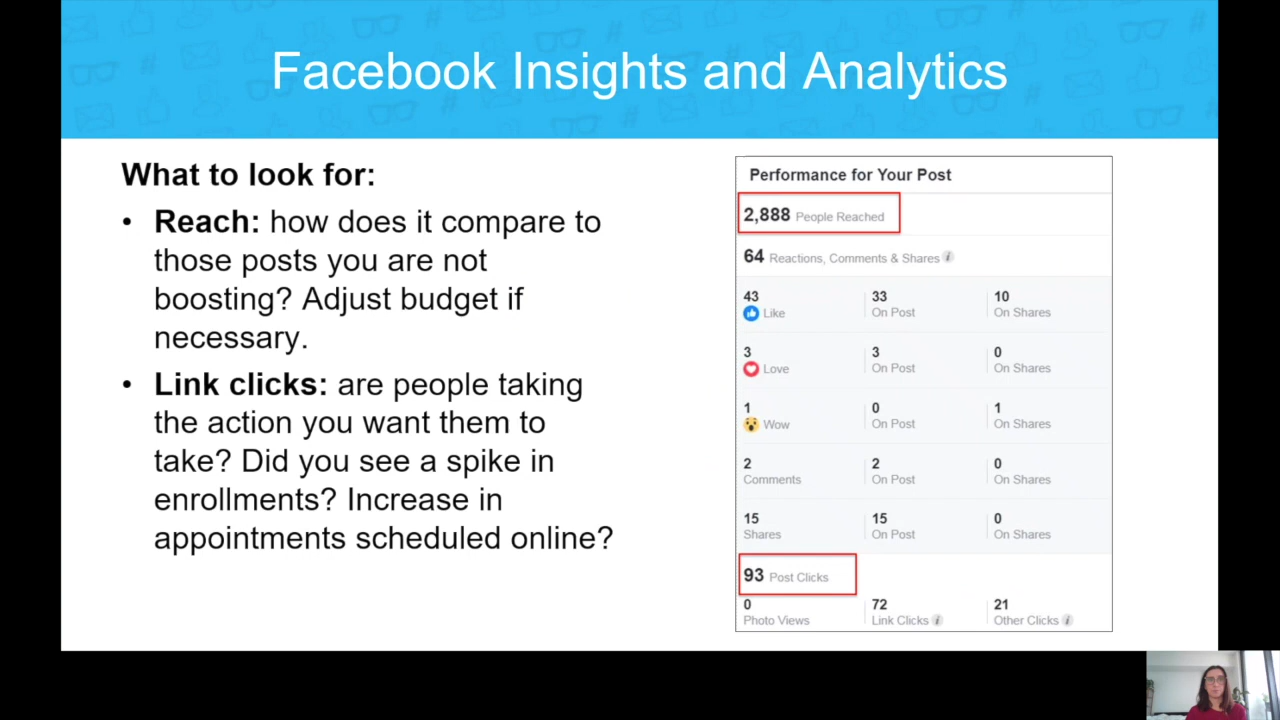 Facebook Insights and Analytics
What to look for:
• Reach: how does it compare to
those posts you are not
boosting? Adjust budget if
necessary.
• Link clicks: are people taking
the action you want them to
take? Did you see a spike in
enrollments? Increase in
appointments scheduled online?
Performance for Your Post
2,888 People Reached
64 Reactions, Comments & Shares
43 33 10
Like On Post On Shares
3 3 0
Love On Post On Shares
1 0 1
Wow On Post On Shares
2 2 0
Comments On Post On Shares
15 15 0
Shares On Post On Shares
93 Post Clicks
0 72 21
Photo Views Link Clicks Other Clicks